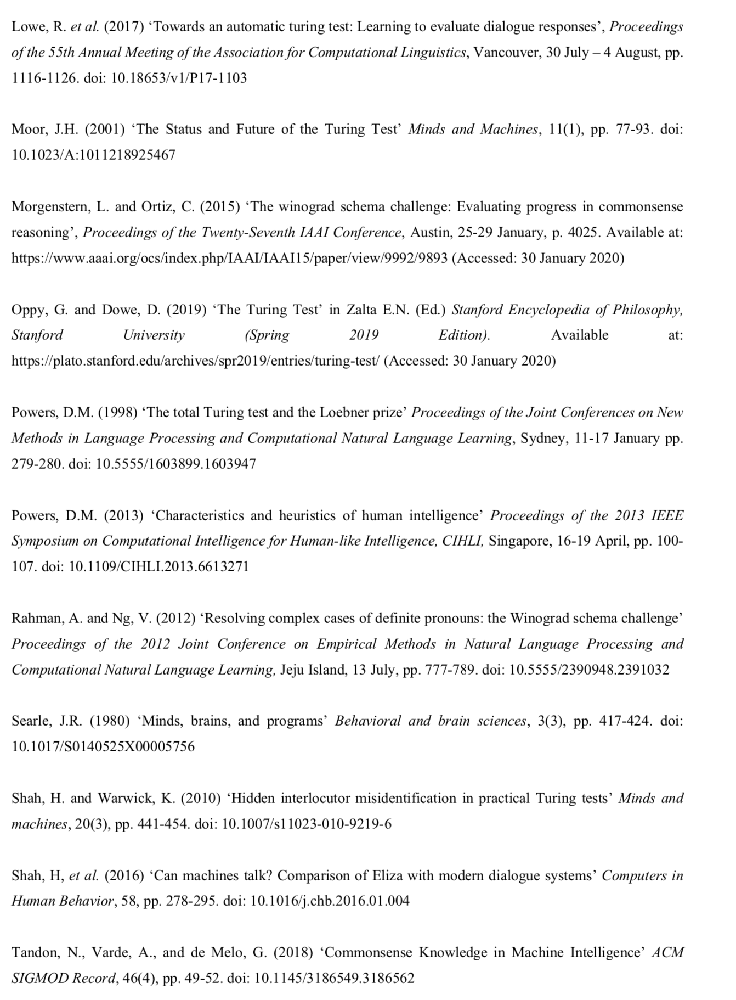 Lowe, R. et al. (2017) ‘Towards an automatic turing test: Learning to evaluate dialogue responses’, Proceedings
of the 55th Annual Meeting of the Association for Computational Linguistics, Vancouver, 30 July – 4 August, pp.
1116-1126. doi: 10.18653/v1/P17-1103
Moor, J.H. (2001) ‘The Status and Future of the Turing Test’ Minds and Machines, 11(1), pp. 77-93. doi:
10.1023/A:1011218925467
Morgenstern, L. and Ortiz, C. (2015) ‘The winograd schema challenge: Evaluating progress in commonsense
reasoning’, Proceedings of the Twenty-Seventh IAAI Conference, Austin, 25-29 January, p. 4025. Available at:
https://www.aaai.org/ocs/index.php/IAAI/IAAI15/paper/view/9992/9893 (Accessed: 30 January 2020)
Oppy, G. and Dowe, D. (2019) ‘The Turing Test’ in Zalta E.N. (Ed.) Stanford Encyclopedia of Philosophy,
Stanford University (Spring 2019 Edition). Available at:
https://plato.stanford.edu/archives/spr2019/entries/turing-test/ (Accessed: 30 January 2020)
Powers, D.M. (1998) ‘The total Turing test and the Loebner prize’ Proceedings of the Joint Conferences on New
Methods in Language Processing and Computational Natural Language Learning, Sydney, 11-17 January pp.
279-280. doi: 10.5555/1603899.1603947
Powers, D.M. (2013) ‘Characteristics and heuristics of human intelligence’ Proceedings of the 2013 IEEE
Symposium on Computational Intelligence for Human-like Intelligence, CIHLI, Singapore, 16-19 April, pp. 100-
107. doi: 10.1109/CIHLI.2013.6613271
Rahman, A. and Ng, V. (2012) ‘Resolving complex cases of definite pronouns: the Winograd schema challenge’
Proceedings of the 2012 Joint Conference on Empirical Methods in Natural Language Processing and
Computational Natural Language Learning, Jeju Island, 13 July, pp. 777-789. doi: 10.5555/2390948.2391032
Searle, J.R. (1980) ‘Minds, brains, and programs’ Behavioral and brain sciences, 3(3), pp. 417-424. doi:
10.1017/S0140525X00005756
Shah, H. and Warwick, K. (2010) ‘Hidden interlocutor misidentification in practical Turing tests’ Minds and
machines, 20(3), pp. 441-454. doi: 10.1007/s11023-010-9219-6
Shah, H, et al. (2016) ‘Can machines talk? Comparison of Eliza with modern dialogue systems’ Computers in
Human Behavior, 58, pp. 278-295. doi: 10.1016/j.chb.2016.01.004
Tandon, N., Varde, A., and de Melo, G. (2018) ‘Commonsense Knowledge in Machine Intelligence’ ACM
SIGMOD Record, 46(4), pp. 49-52. doi: 10.1145/3186549.3186562